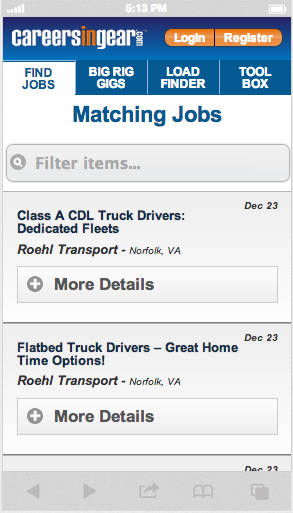 5:13 PM
careersingear.com
Login
Register
FIND JOBS
BIG RIG GIGS
LOAD FINDER
TOOL BOX
Matching Jobs
Filter items...
Dec 23
Class A CDL Truck Drivers:
Dedicated Fleets
Roehl Transport - Norfolk, VA
More Details
Dec 23
Flatbed Truck Drivers – Great Home
Time Options!
Roehl Transport - Norfolk, VA
More Details
Dec 23